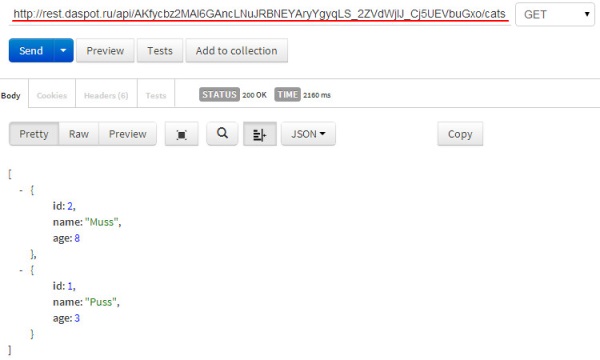 http://rest.daspot.ru/api/AKfycbz2MAl6GAncLNuJRBNEYAryYgyqLS_2ZVdWjlJ_Cj5UEVbuGxo/cats GET
Send Preview Tests Add to collection
Body Cookies Headers (6) Tests STATUS 200 OK TIME 2160 ms
Pretty Raw Preview JSON Copy
[
- {
id: 2,
name: "Muss",
age: 8
},
- {
id: 1,
name: "Puss",
age: 3
}
]